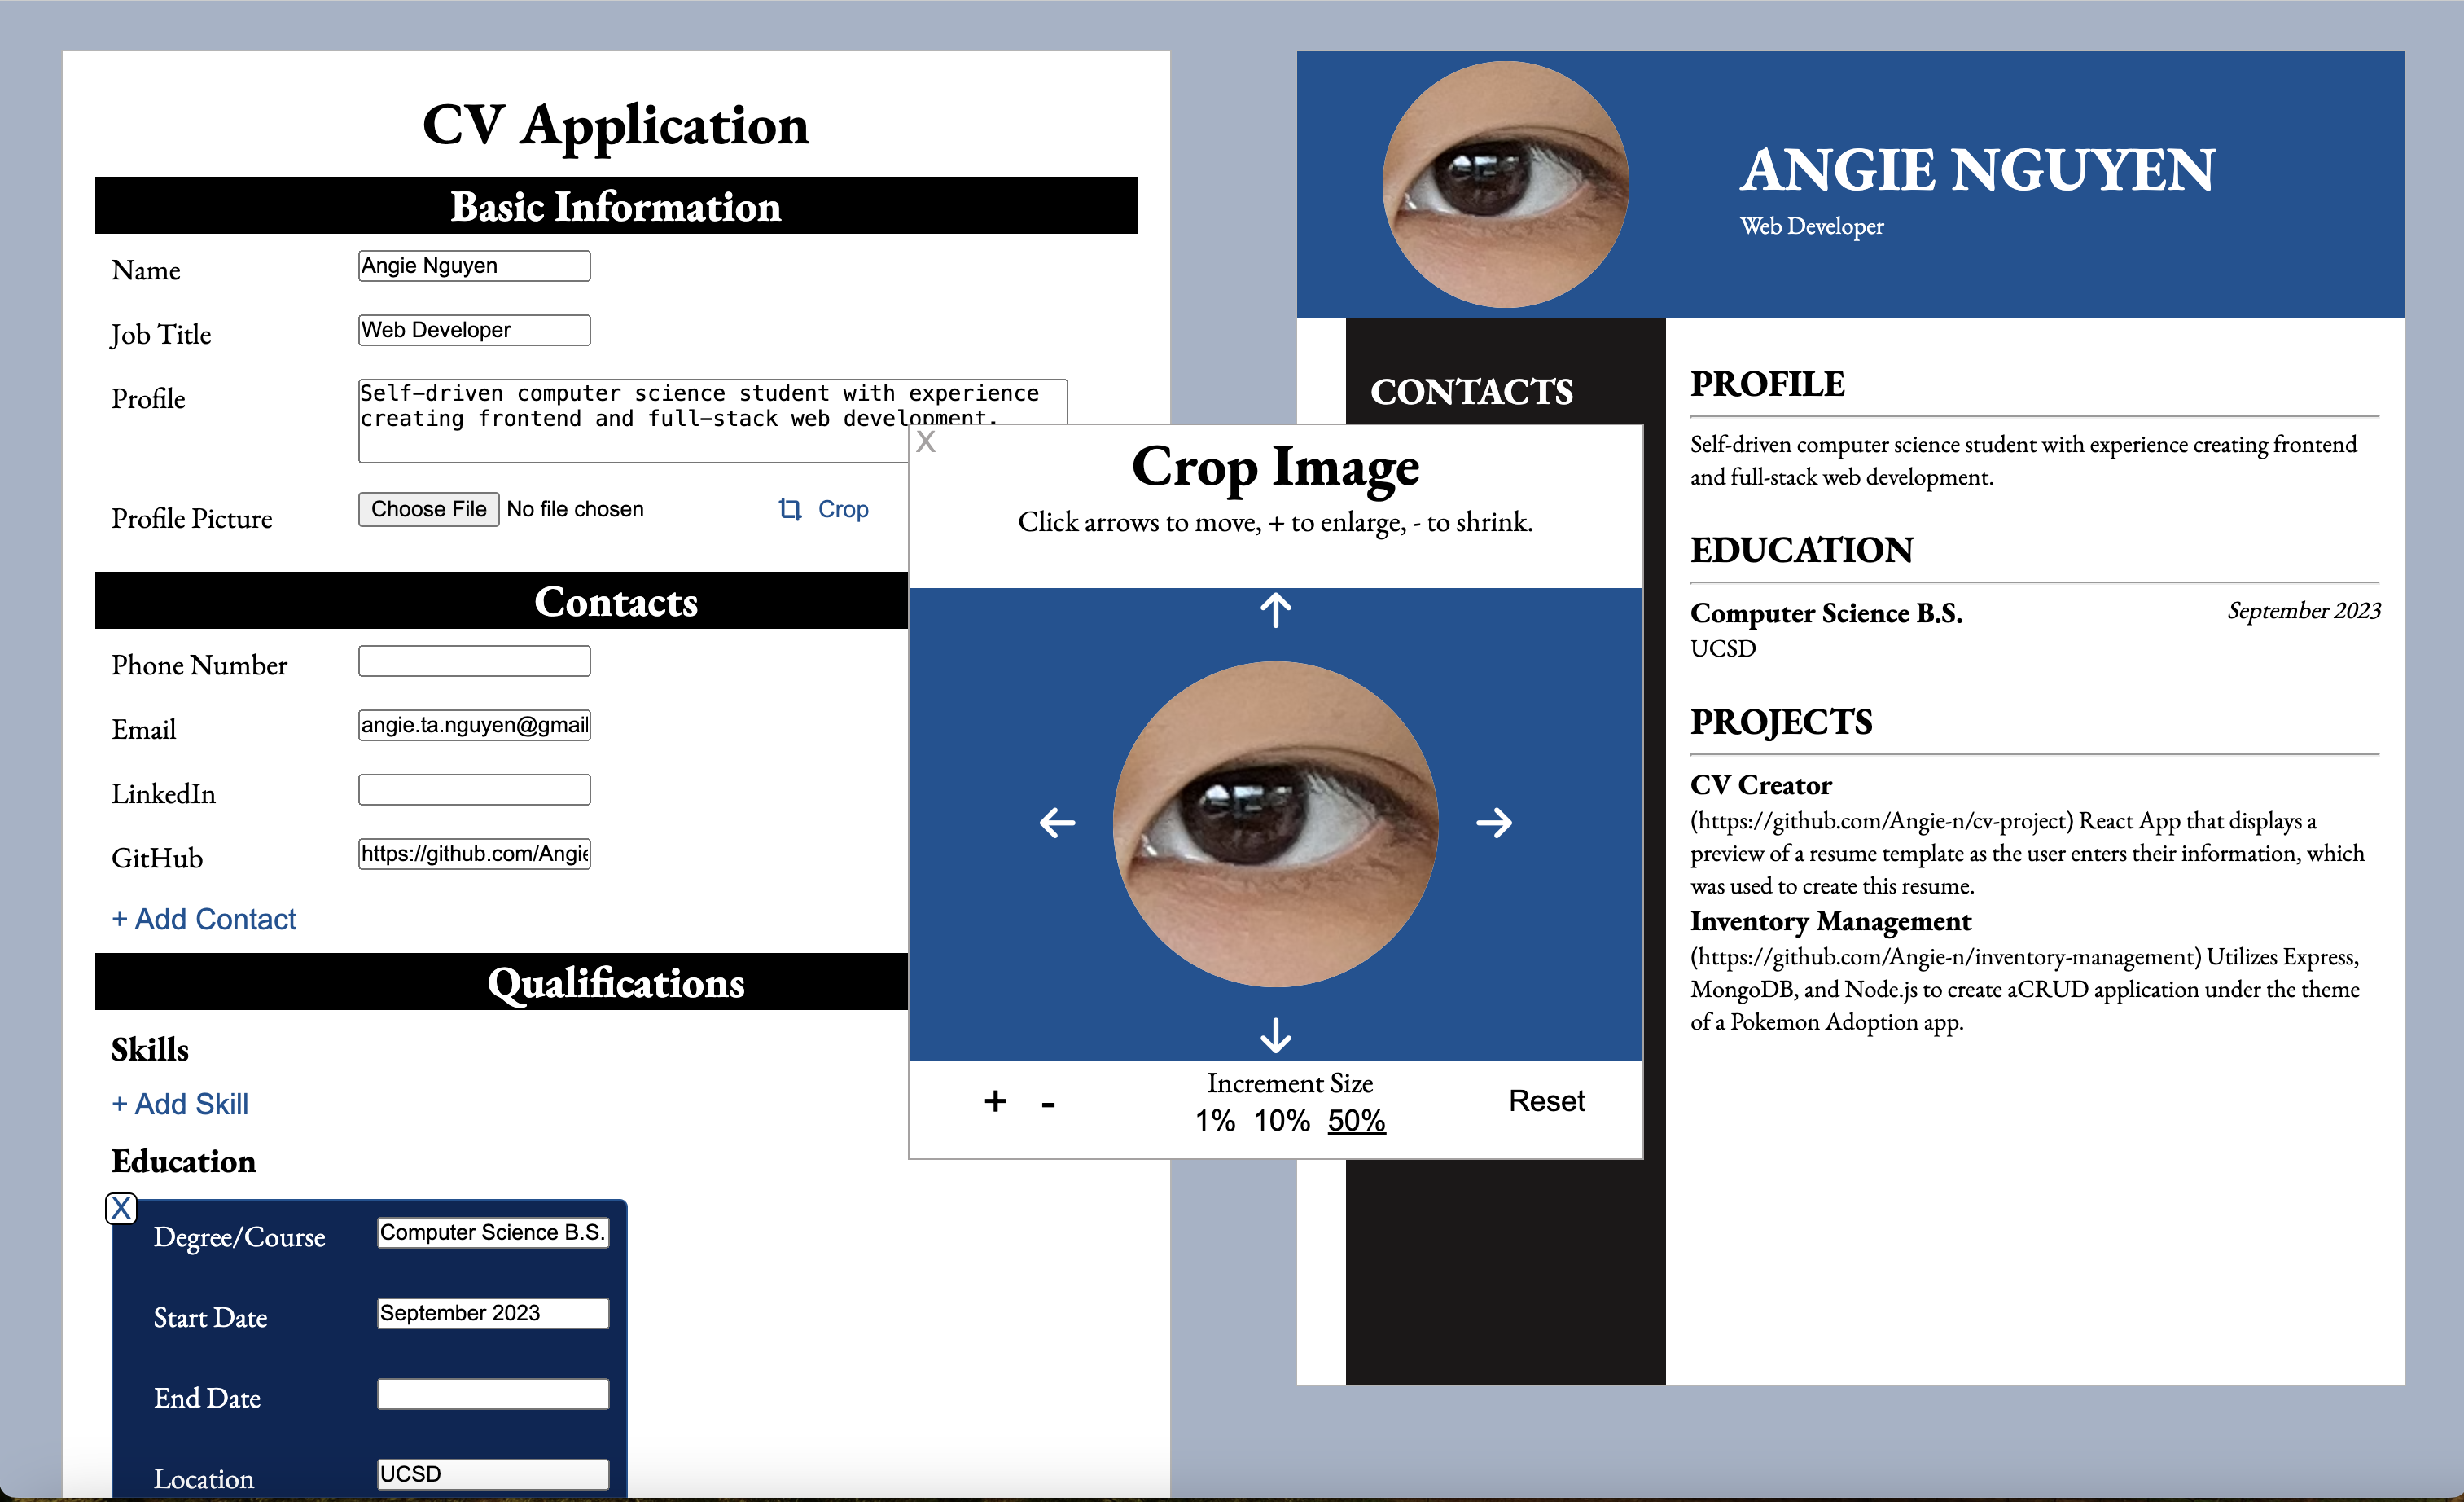 CV Application
Basic Information
Name
Angie Nguyen
Job Title
Web Developer
Profile
Self-driven computer science student with experience
creating frontend and full-stack web development.
Profile Picture
Choose File No file chosen
Crop
Contacts
Phone Number
Email
angie.ta.nguyen@gmail
LinkedIn
GitHub
https://github.com/Angie
+ Add Contact
Qualifications
Skills
+ Add Skill
Education
X
Degree/Course
Computer Science B.S.
Start Date
September 2023
End Date
Location
UCSD
X
Crop Image
Click arrows to move, + to enlarge, - to shrink.
+ -
Increment Size
1% 10% 50%
Reset
ANGIE NGUYEN
Web Developer
CONTACTS
PROFILE
Self-driven computer science student with experience creating frontend
and full-stack web development.
EDUCATION
Computer Science B.S.
September 2023
UCSD
PROJECTS
CV Creator
(https://github.com/Angie-n/cv-project) React App that displays a
preview of a resume template as the user enters their information, which
was used to create this resume.
Inventory Management
(https://github.com/Angie-n/inventory-management) Utilizes Express,
MongoDB, and Node.js to create aCRUD application under the theme
of a Pokemon Adoption app.